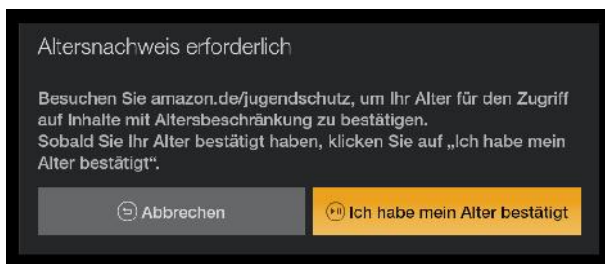 Altersnachweis erforderlich
Besuchen Sie amazon.de/jugendschutz, um Ihr Alter für den Zugriff
auf Inhalte mit Altersbeschränkung zu bestätigen.
Sobald Sie Ihr Alter bestätigt haben, klicken Sie auf „Ich habe mein
Alter bestätigt“.
Abbrechen
Ich habe mein Alter bestätigt